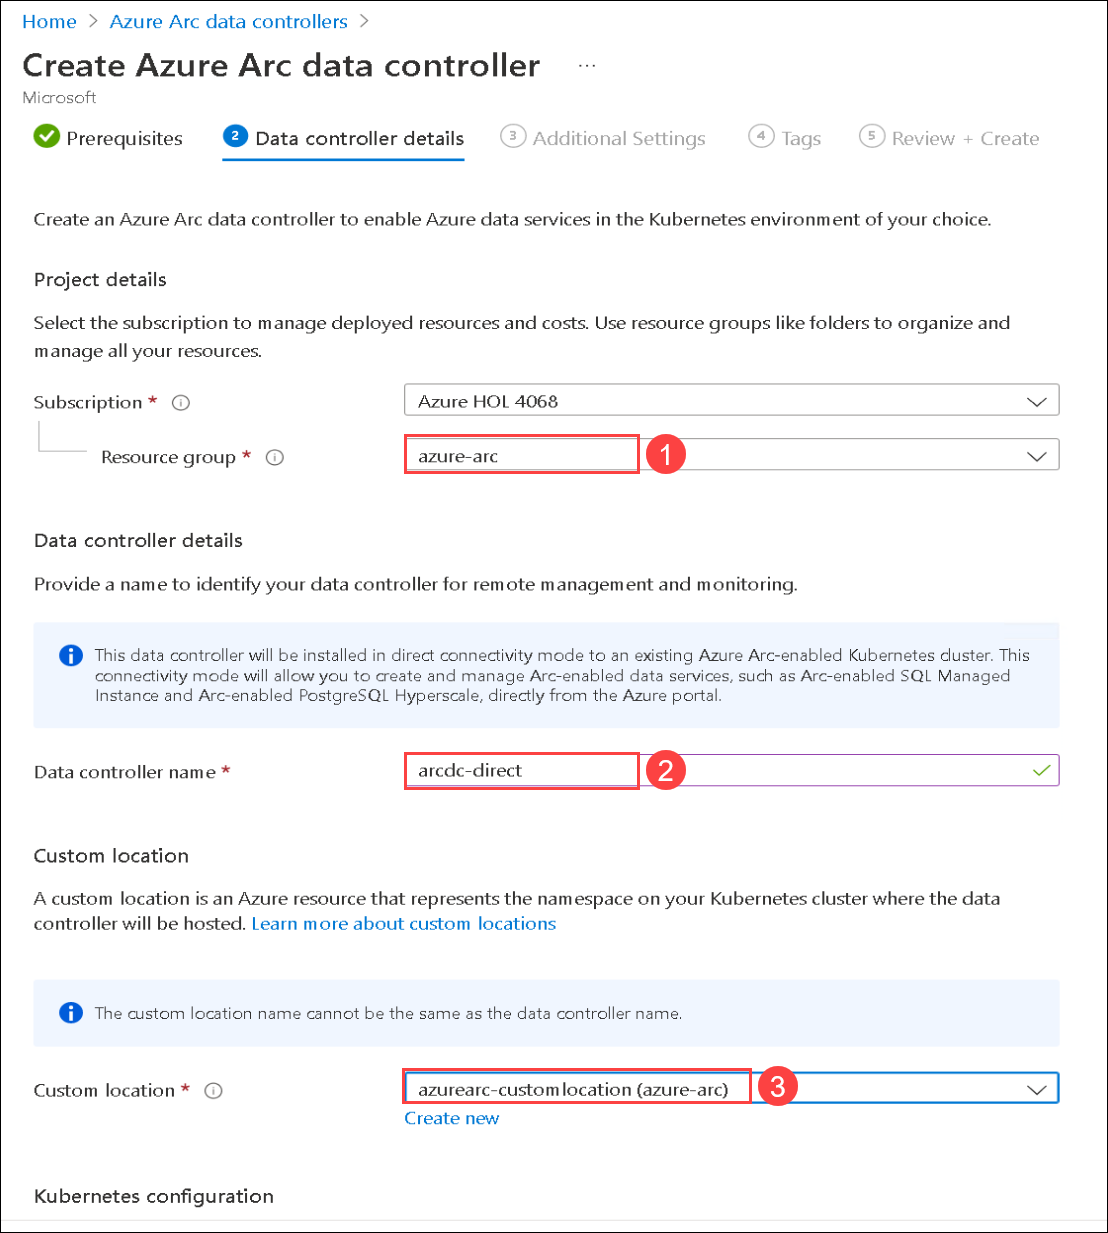 Home > Azure Arc data controllers >
Create Azure Arc data controller ...
Microsoft
Prerequisites 2 Data controller details 3 Additional Settings 4 Tags 5 Review + Create
Create an Azure Arc data controller to enable Azure data services in the Kubernetes environment of your choice.
Project details
Select the subscription to manage deployed resources and costs. Use resource groups like folders to organize and
manage all your resources.
Subscription * Azure HOL 4068
Resource group * azure-arc 1
Data controller details
Provide a name to identify your data controller for remote management and monitoring.
This data controller will be installed in direct connectivity mode to an existing Azure Arc-enabled Kubernetes cluster. This
connectivity mode will allow you to create and manage Arc-enabled data services, such as Arc-enabled SQL Managed
Instance and Arc-enabled PostgreSQL Hyperscale, directly from the Azure portal.
Data controller name * arcdc-direct 2
Custom location
A custom location is an Azure resource that represents the namespace on your Kubernetes cluster where the data
controller will be hosted. Learn more about custom locations
The custom location name cannot be the same as the data controller name.
Custom location * azurearc-customlocation (azure-arc) 3
Create new
Kubernetes configuration